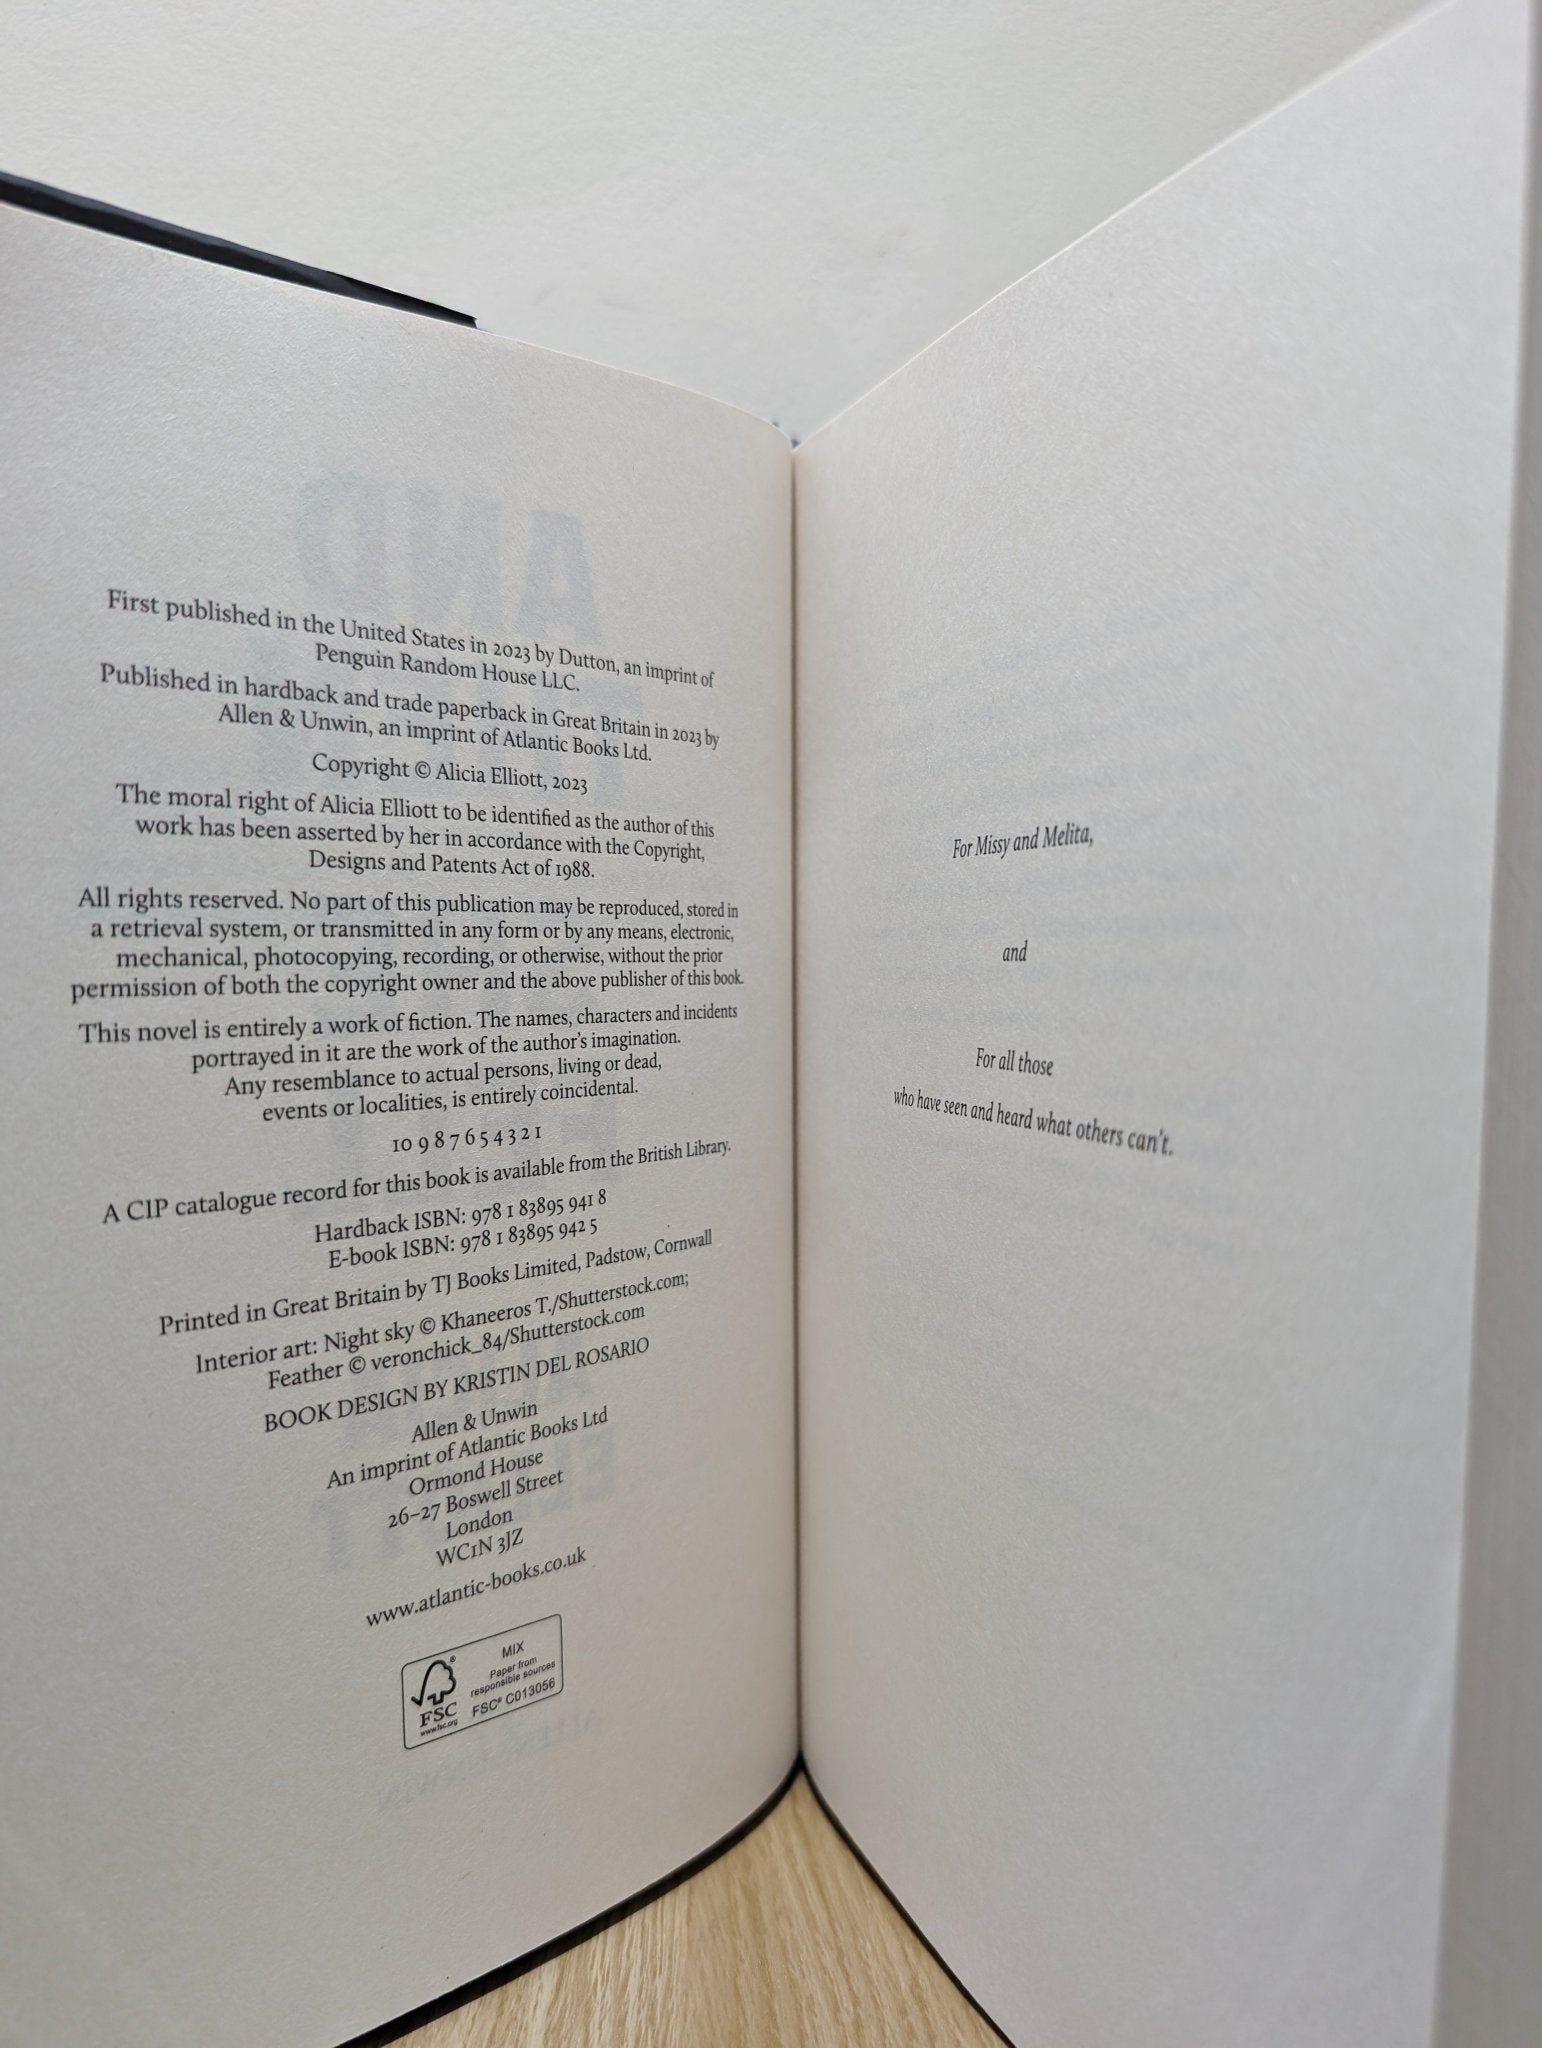 First published in the United States in 2023 by Dutton, an imprint of
Penguin Random House LLC.
Published in hardback and trade paperback in Great Britain in 2023 by
Allen & Unwin, an imprint of Atlantic Books Ltd.
Copyright © Alicia Elliott, 2023
The moral right of Alicia Elliott to be identified as the author of this
work has been asserted by her in accordance with the Copyright,
Designs and Patents Act of 1988.
All rights reserved. No part of this publication may be reproduced, stored in
a retrieval system, or transmitted in any form or by any means, electronic,
mechanical, photocopying, recording, or otherwise, without the prior
permission of both the copyright owner and the above publisher of this book.
This novel is entirely a work of fiction. The names, characters and incidents
portrayed in it are the work of the author's imagination.
Any resemblance to actual persons, living or dead,
events or localities, is entirely coincidental.
10 9 8 7 6 5 4 3 2 1
A CIP catalogue record for this book is available from the British Library.
Hardback ISBN: 978 1 83895 941 8
E-book ISBN: 978 1 83895 942 5
Printed in Great Britain by TJ Books Limited, Padstow, Cornwall
Interior art: Night sky © Khaneeros T./Shutterstock.com;
Feather © veronchick_84/Shutterstock.com
BOOK DESIGN BY KRISTIN DEL ROSARIO
Allen & Unwin
An imprint of Atlantic Books Ltd
Ormond House
26–27 Boswell Street
London
WC1N 3JZ
www.atlantic-books.co.uk
MIX
Paper from
responsible sources
FSC® C013056
®
FSC
www.fsc.org
For Missy and Melita,
and
For all those
who have seen and heard what others can't.